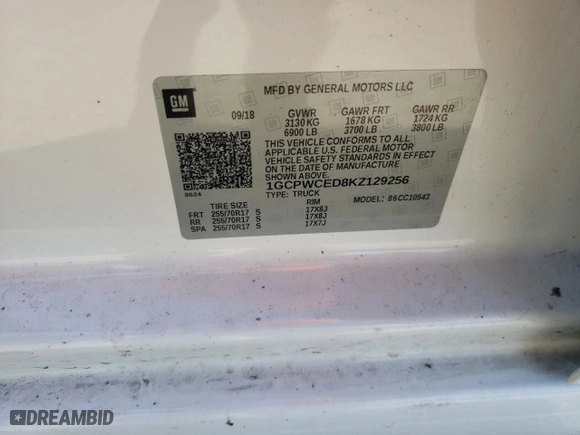 GM
MFD BY GENERAL MOTORS LLC
09/18 GVWR GAWR FRT GAWR RR
3130 KG 1678 KG 1724 KG
6900 LB 3700 LB 3800 LB
THIS VEHICLE CONFORMS TO ALL
APPLICABLE U.S. FEDERAL MOTOR
VEHICLE SAFETY STANDARDS IN EFFECT
ON THE DATE OF MANUFACTURE
SHOWN ABOVE.
1GCPWCED8KZ129256
8624 TYPE: TRUCK MODEL: 86CC10543
TIRE SIZE RIM
FRT 255/70R17 S 17X8J
RR 255/70R17 S 17X8J
SPA 255/70R17 S 17X7J
DREAMBID